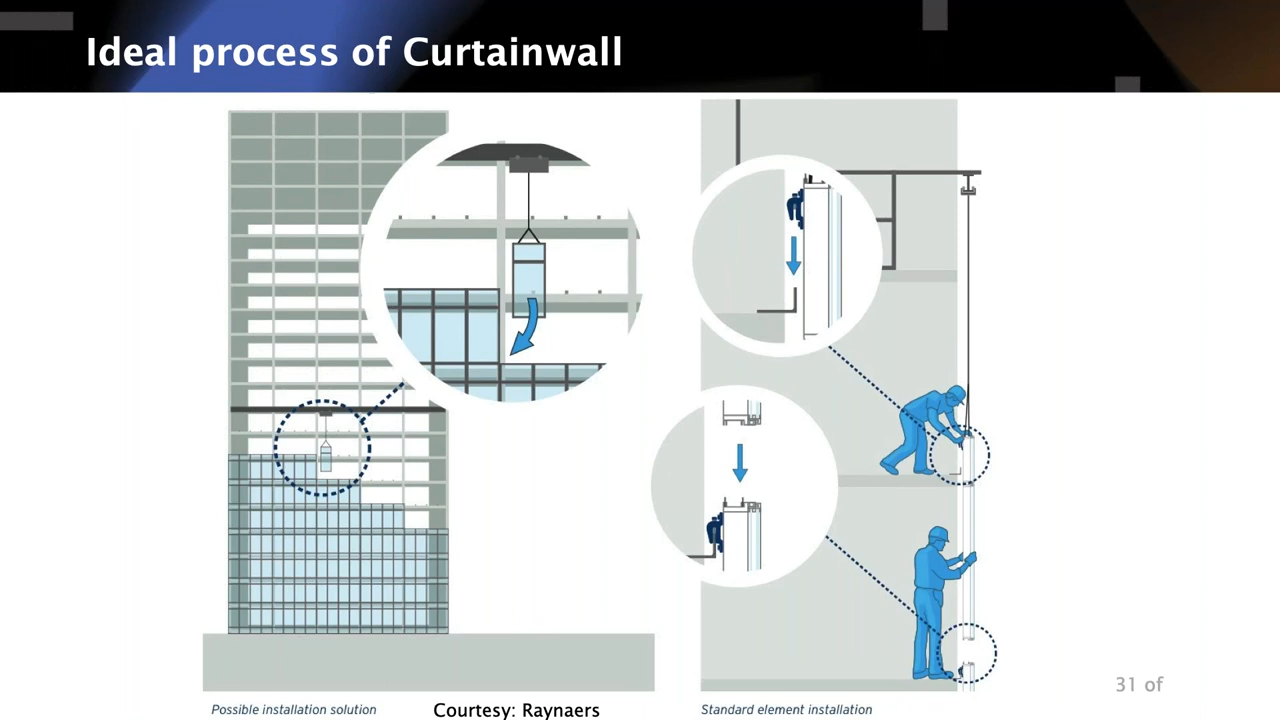 Ideal process of Curtainwall
Possible installation solution
Courtesy: Raynaers
Standard element installation
31 of